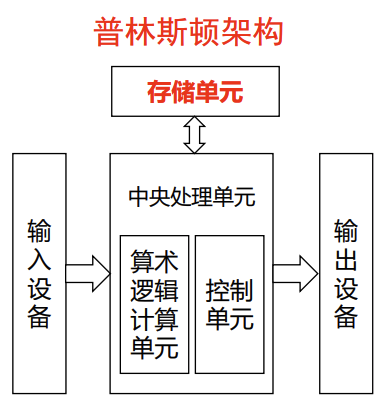 普林斯顿架构
存储单元
中央处理单元
输
入
设
备
算术
逻辑
计算
单元
控制
单元
输
出
设
备